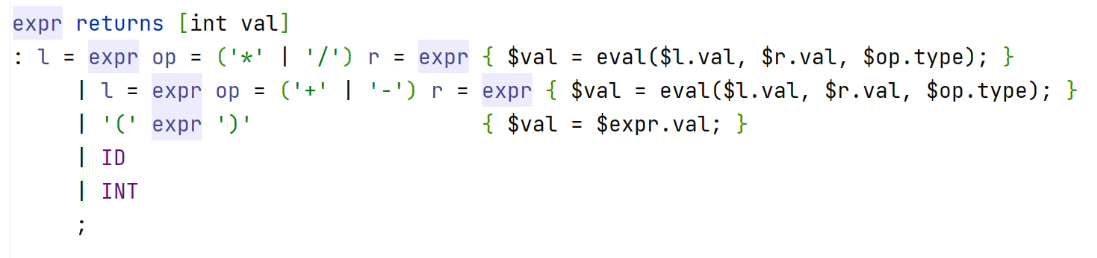 expr returns [int val]
: l = expr op = ('*' | '/') r = expr { $val = eval($l.val, $r.val, $op.type); }
| l = expr op = ('+' | '-') r = expr { $val = eval($l.val, $r.val, $op.type); }
| '(' expr ')' { $val = $expr.val; }
| ID
| INT
;